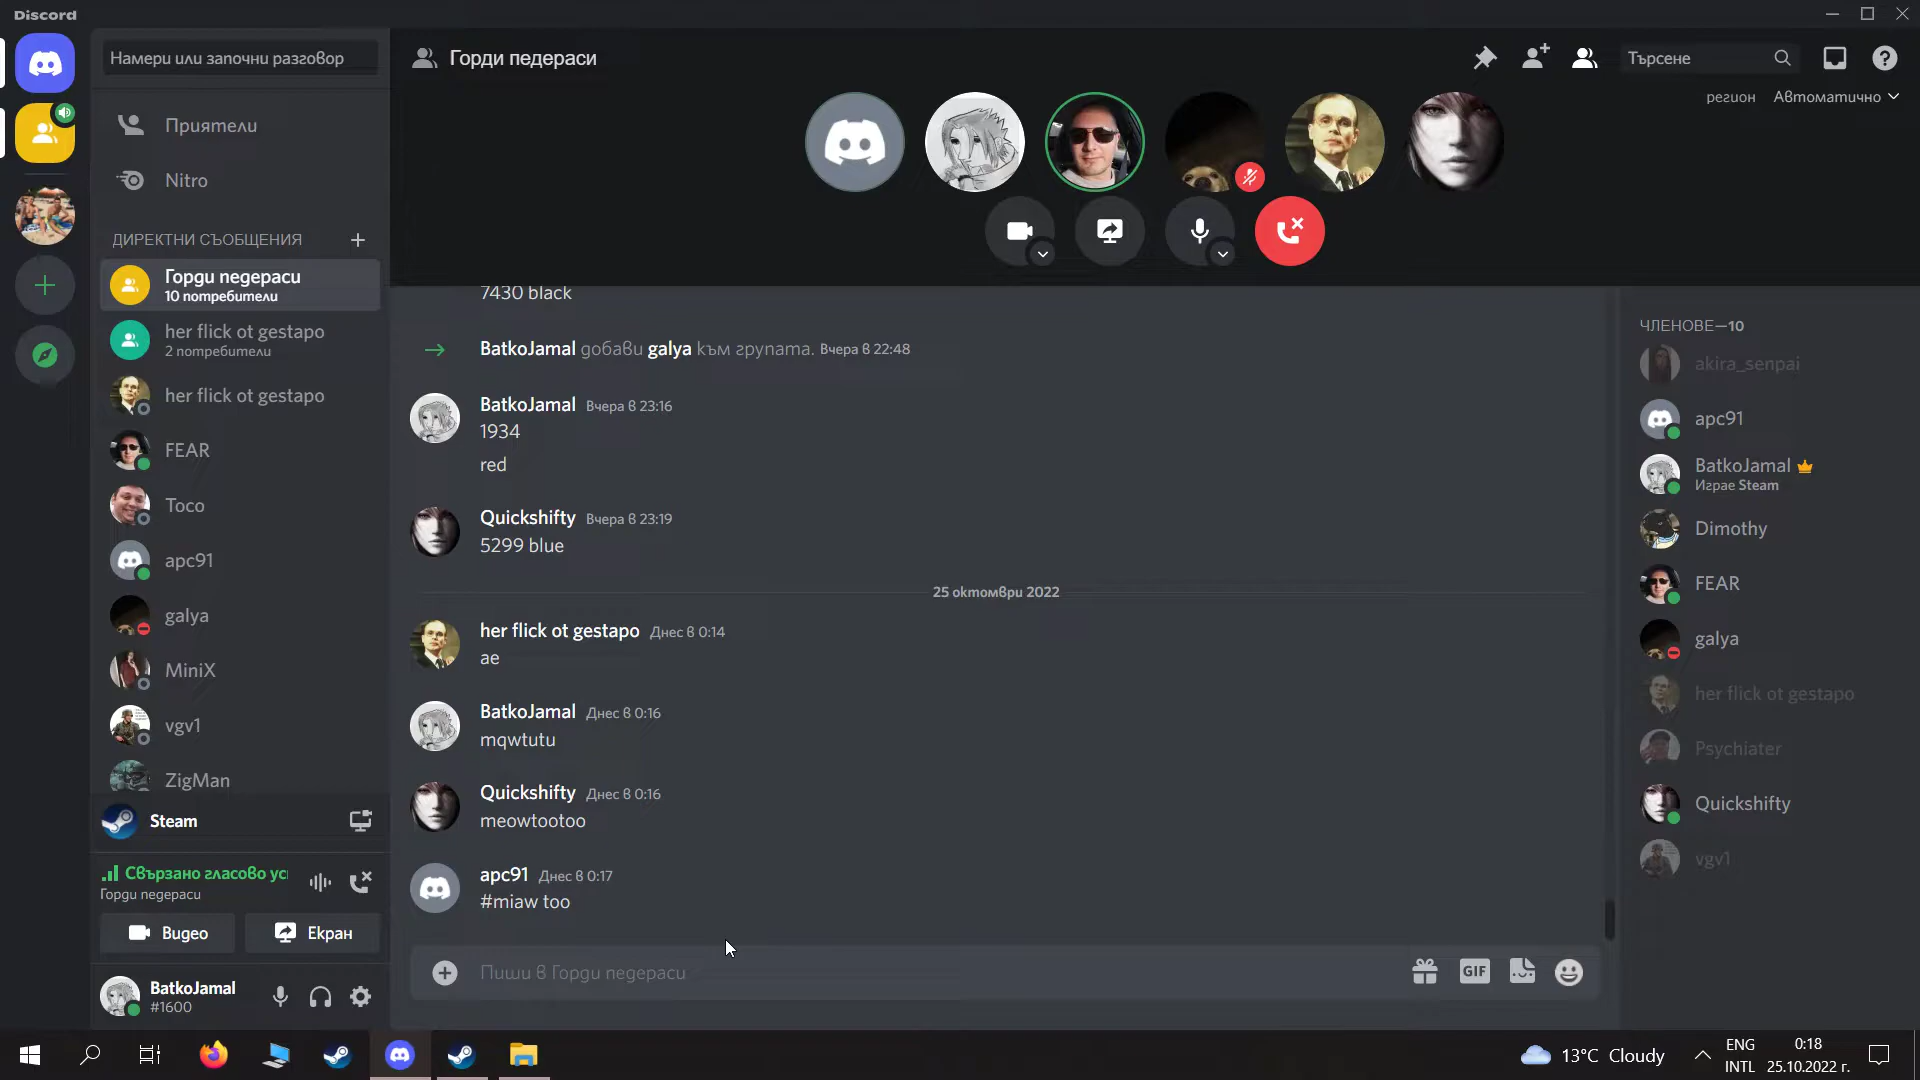 Discord
Намери или започни разговор
Горди педераси
Търсене
регион Автоматично
Приятели
Nitro
ДИРЕКТНИ СЪОБЩЕНИЯ
Горди педераси
10 потребители
her flick ot gestapo
2 потребители
her flick ot gestapo
FEAR
Toco
apc91
galya
MiniX
vgv1
ZigMan
Steam
Свързано гласово ус
Горди педераси
Видео
Екран
BatkoJamal
#1600
7430 black
BatkoJamal добави galya към групата. Вчера в 22:48
BatkoJamal Вчера в 23:16
1934
red
Quickshifty Вчера в 23:19
5299 blue
25 октомври 2022
her flick ot gestapo Днес в 0:14
ae
BatkoJamal Днес в 0:16
mqwtutu
Quickshifty Днес в 0:16
meowtootoo
apc91 Днес в 0:17
#miaw too
Пиши в Горди педераси
GIF
ЧЛЕНОВЕ—10
akira_senpai
apc91
BatkoJamal
Играе Steam
Dimothy
FEAR
galya
her flick ot gestapo
Psychiater
Quickshifty
vgv1
13°C Cloudy
ENG
INTL
0:18
25.10.2022 г.